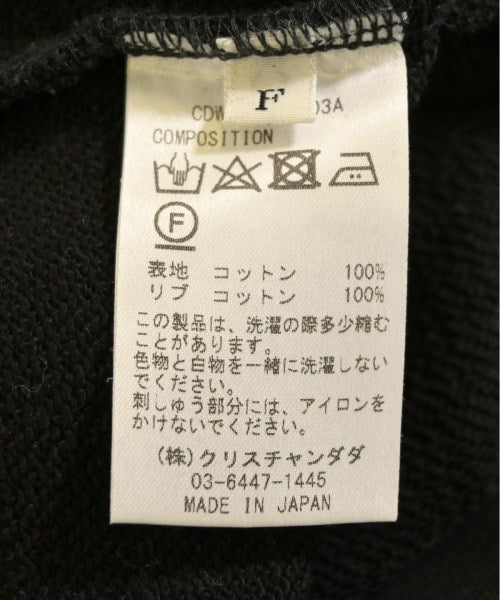 F
CDW 03A
COMPOSITION
F
表地 コットン 100%
リブ コットン 100%
この製品は、洗濯の際多少縮む
ことがあります。
色物と白物を一緒に洗濯しない
でください。
刺しゅう部分には、アイロンを
かけないでください。
(株)クリスチャンダダ
03-6447-1445
MADE IN JAPAN